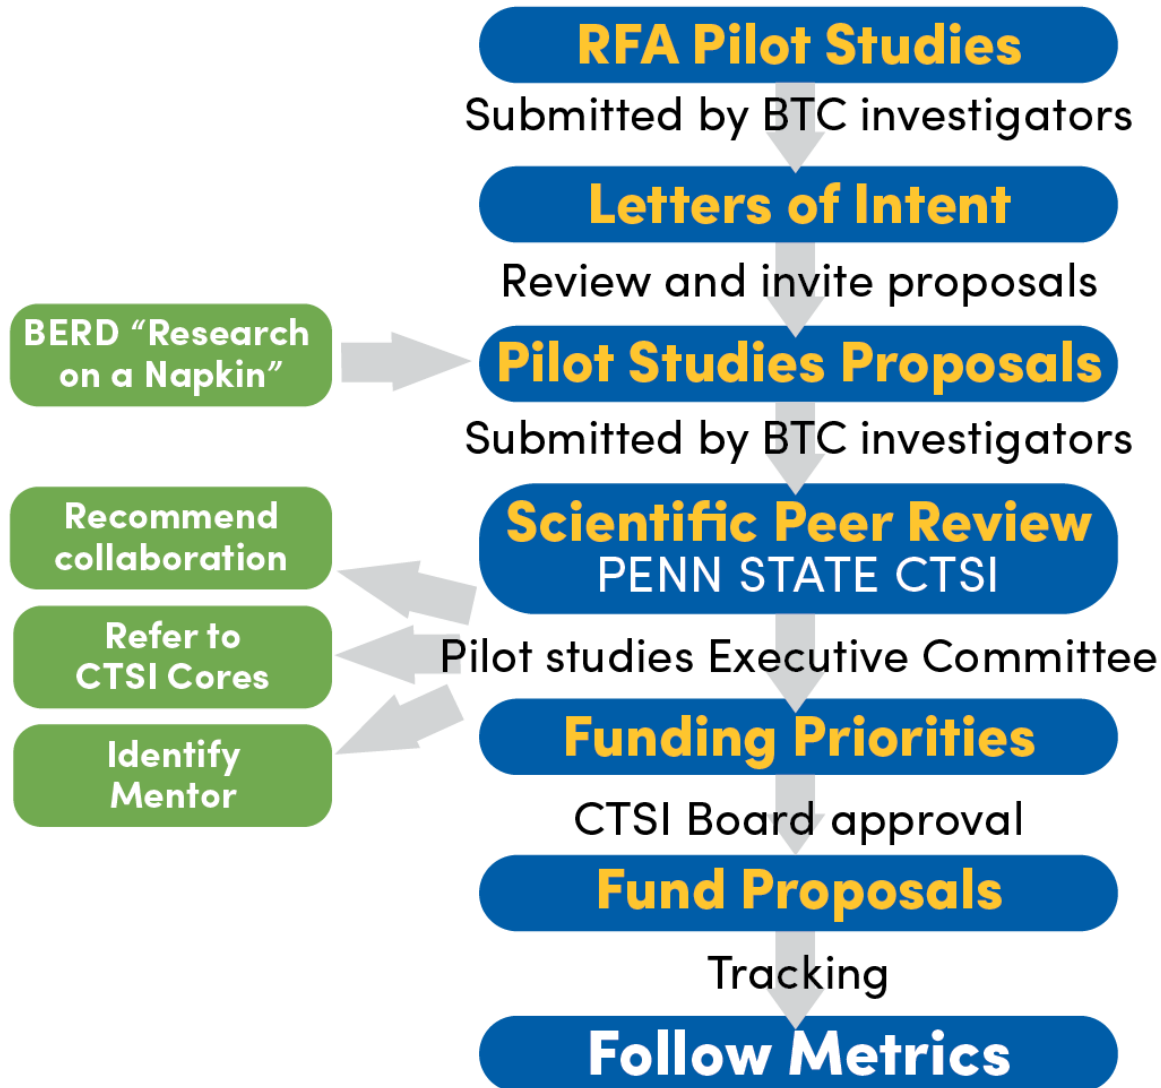 RFA Pilot Studies
Submitted by BTC investigators
Letters of Intent
Review and invite proposals
BERD “Research
on a Napkin”
Pilot Studies Proposals
Submitted by BTC investigators
Scientific Peer Review
PENN STATE CTSI
Recommend
collaboration
Refer to
CTSI Cores
Identify
Mentor
Pilot studies Executive Committee
Funding Priorities
CTSI Board approval
Fund Proposals
Tracking
Follow Metrics